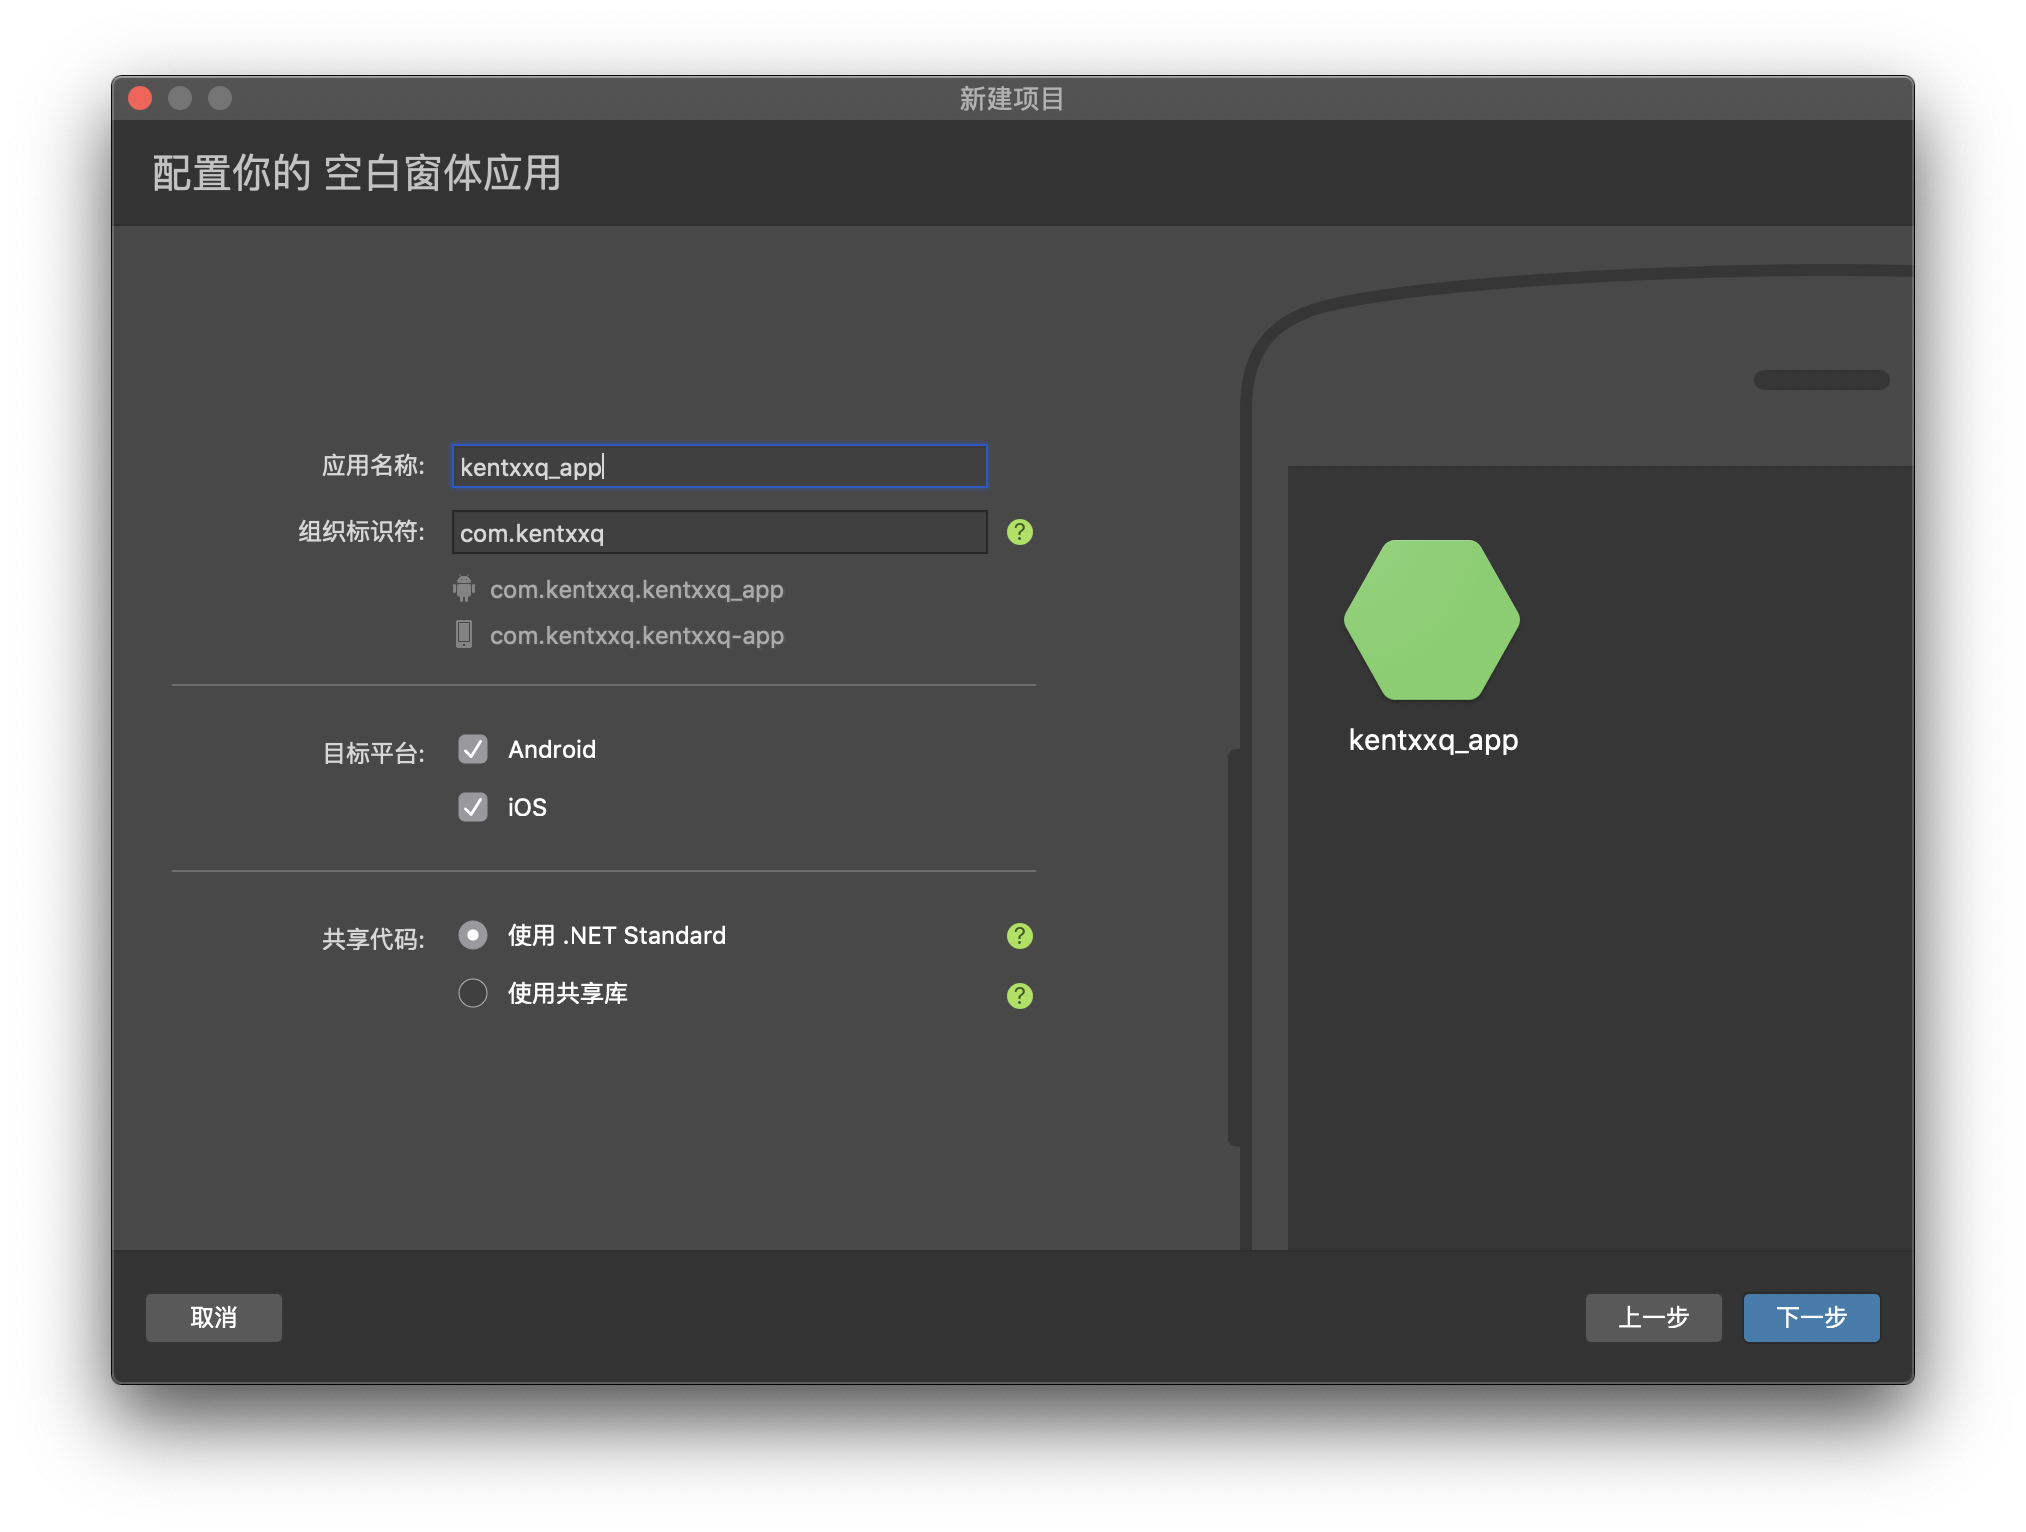 新建项目
配置你的 空白窗体应用
应用名称: kentxxq_app
组织标识符: com.kentxxq ?
com.kentxxq.kentxxq_app
com.kentxxq.kentxxq-app
kentxxq_app
目标平台: Android
iOS
共享代码: 使用 .NET Standard ?
使用共享库 ?
取消 上一步 下一步